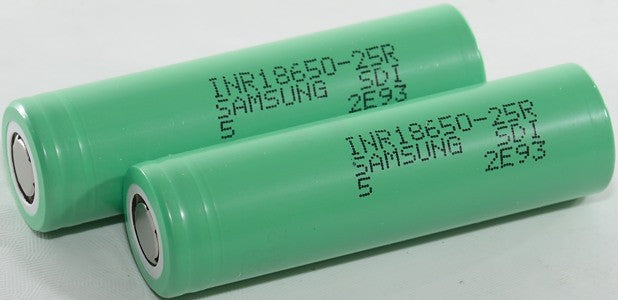 INR18650-25R
SAMSUNG SDI
5 2E93
INR18650-25R
SAMSUNG SDI
5 2E93